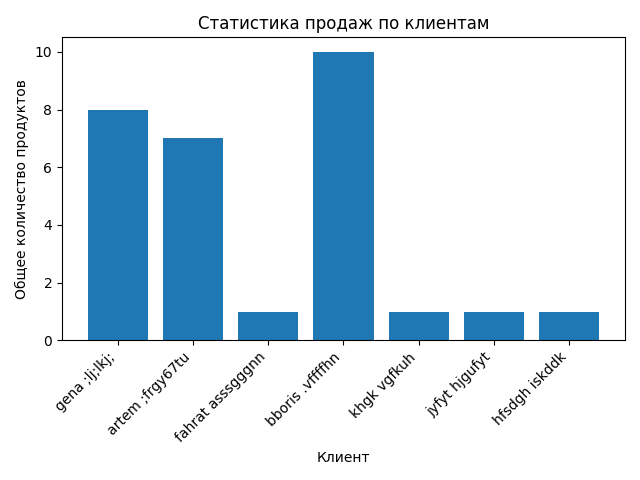 Статистика продаж по клиентам
Общее количество продуктов
10
8
6
4
2
0
gena ;lj;lkj;
artem ;frgy67tu
fahrat asssgggnn
bboris .vffffhn
khgk vgfkuh
jyfyt hjgufyt
hfsdgh iskddk
Клиент